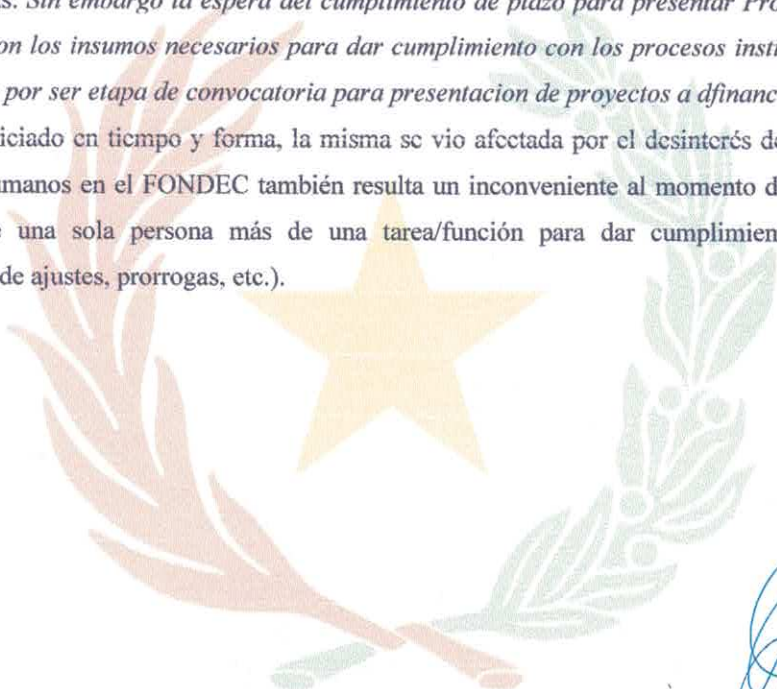 s. Sin embargo la espera del cumplimiento de plazo para presentar Pro
on los insumos necesarios para dar cumplimiento con los procesos insti
por ser etapa de convocatoria para presentacion de proyectos a dfinanc
iciado en tiempo y forma, la misma se vio afectada por el desinterés de
umanos en el FONDEC también resulta un inconveniente al momento d
una sola persona más de una tarea/función para dar cumplimien
de ajustes, prorrogas, etc.).